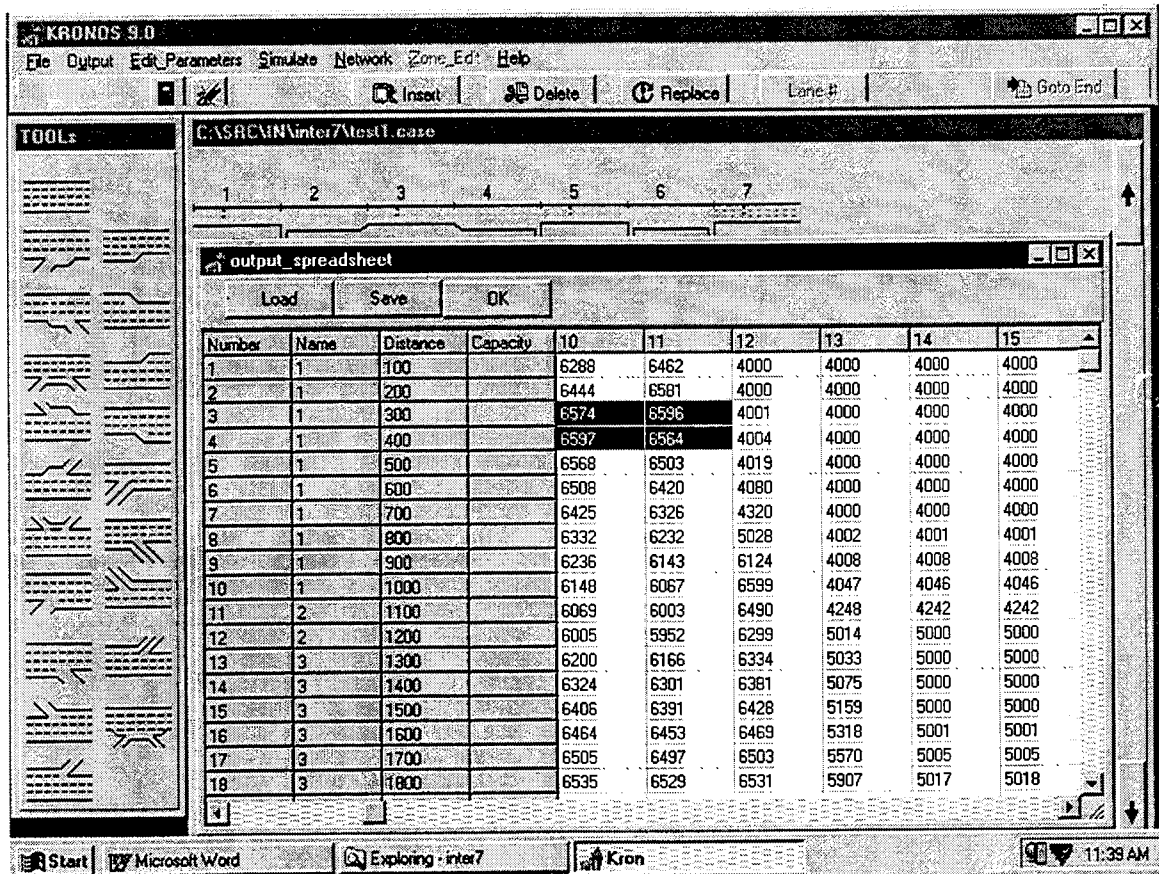 KRONOS 9.0
File Output Edit_Parameters Simulate Network Zone_Edit Help
Insert Delete Replace Lane # Goto End
TOOLs
C:\SRC\IN\inter7\test1.case
1 2 3 4 5 6 7
output_spreadsheet
Load Save OK
Number Name Distance Capacity 10 11 12 13 14 15
1 1 100 6288 6462 4000 4000 4000 4000
2 1 200 6444 6581 4000 4000 4000 4000
3 1 300 6574 6596 4001 4000 4000 4000
4 1 400 6597 6564 4004 4000 4000 4000
5 1 500 6568 6503 4019 4000 4000 4000
6 1 600 6508 6420 4080 4000 4000 4000
7 1 700 6425 6326 4320 4000 4000 4000
8 1 800 6332 6232 5028 4002 4001 4001
9 1 900 6236 6143 6124 4008 4008 4008
10 1 1000 6148 6067 6599 4047 4046 4046
11 2 1100 6069 6003 6490 4248 4242 4242
12 2 1200 6005 5952 6299 5014 5000 5000
13 3 1300 6200 6166 6334 5033 5000 5000
14 3 1400 6324 6301 6381 5075 5000 5000
15 3 1500 6406 6391 6428 5159 5000 5000
16 3 1600 6464 6453 6469 5318 5001 5001
17 3 1700 6505 6497 6503 5570 5005 5005
18 3 1800 6535 6529 6531 5907 5017 5018
Start Microsoft Word Exploring - inter7 Kron 11:39 AM